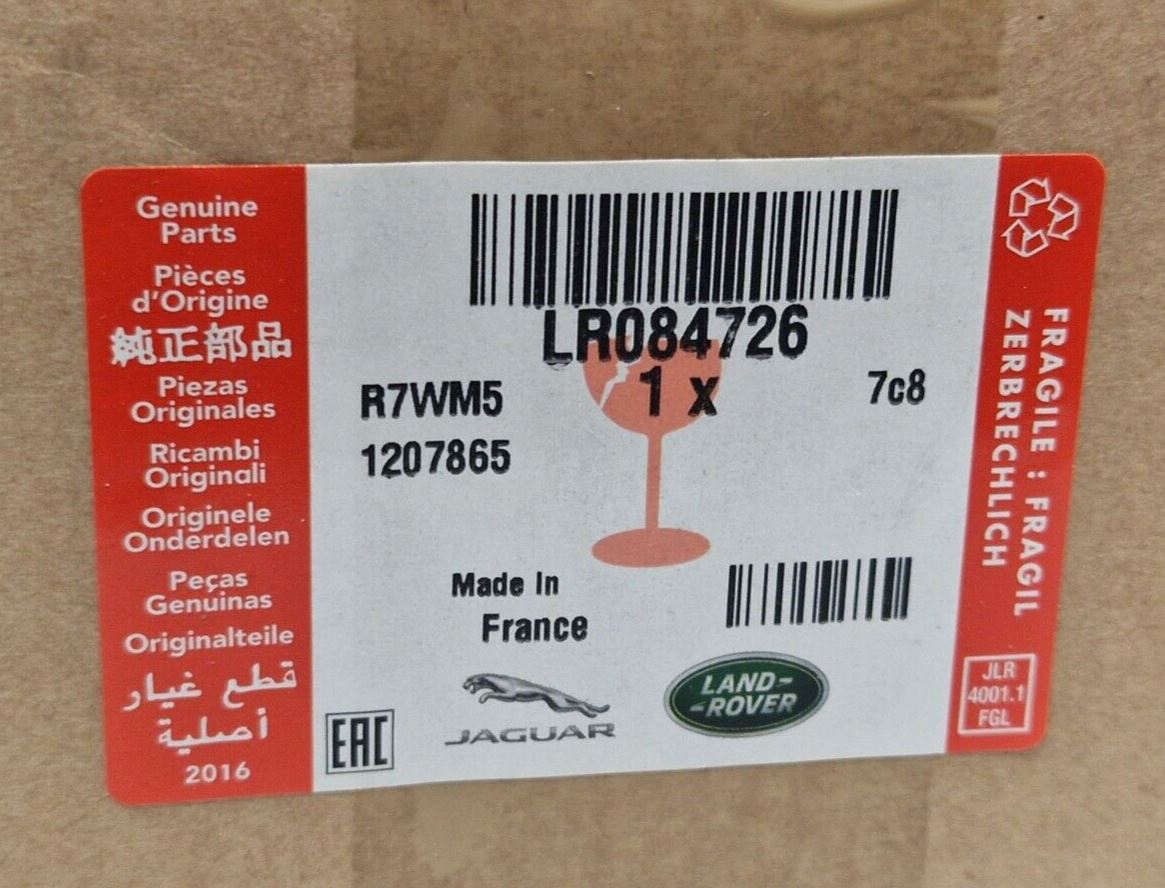 Genuine
Parts
Pièces
d'Origine
純正部品
Piezas
Originales
Ricambi
Originali
Originele
Onderdelen
Peças
Genuinas
Originalteile
قطع غيار
أصلية
2016
LR084726
1 x
R7WM5
7c8
1207865
Made In
France
EAC
JAGUAR
LAND-
-ROVER
FRAGILE : FRAGIL
ZERBRECHLICH
JLR
4001.1
FGL